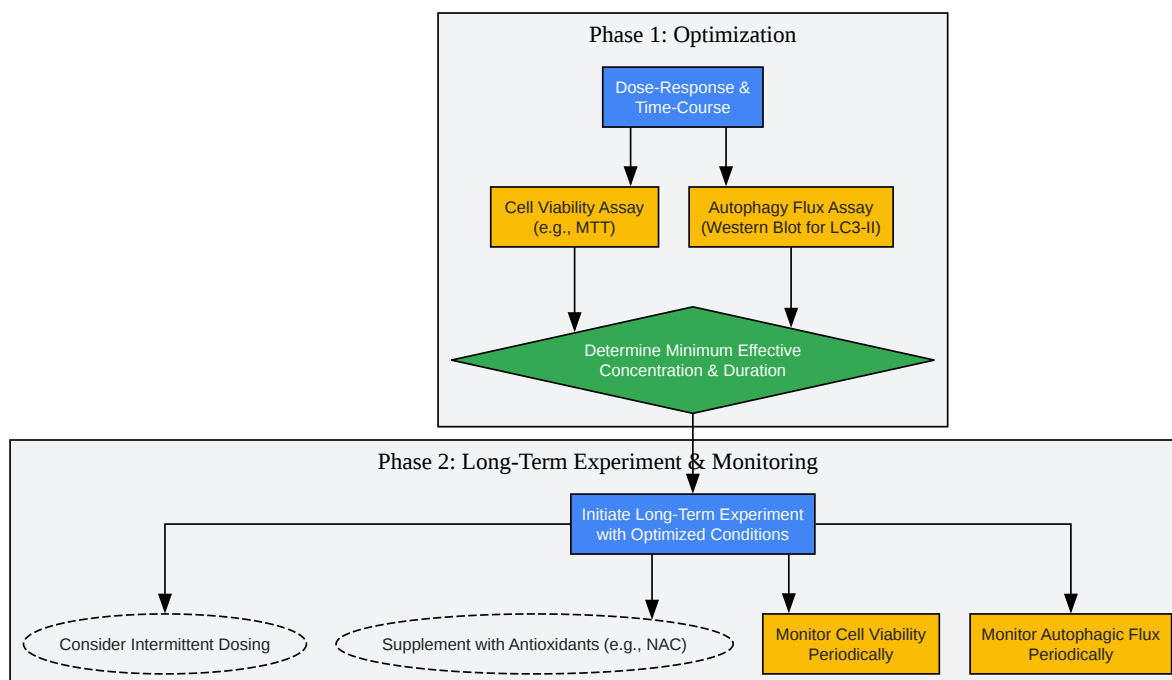 Phase 1: Optimization
Dose-Response &
Time-Course
Cell Viability Assay
(e.g., MTT)
Autophagy Flux Assay
(Western Blot for LC3-II)
Determine Minimum Effective
Concentration & Duration
Phase 2: Long-Term Experiment & Monitoring
Initiate Long-Term Experiment
with Optimized Conditions
Consider Intermittent Dosing
Supplement with Antioxidants (e.g., NAC)
Monitor Cell Viability
Periodically
Monitor Autophagic Flux
Periodically